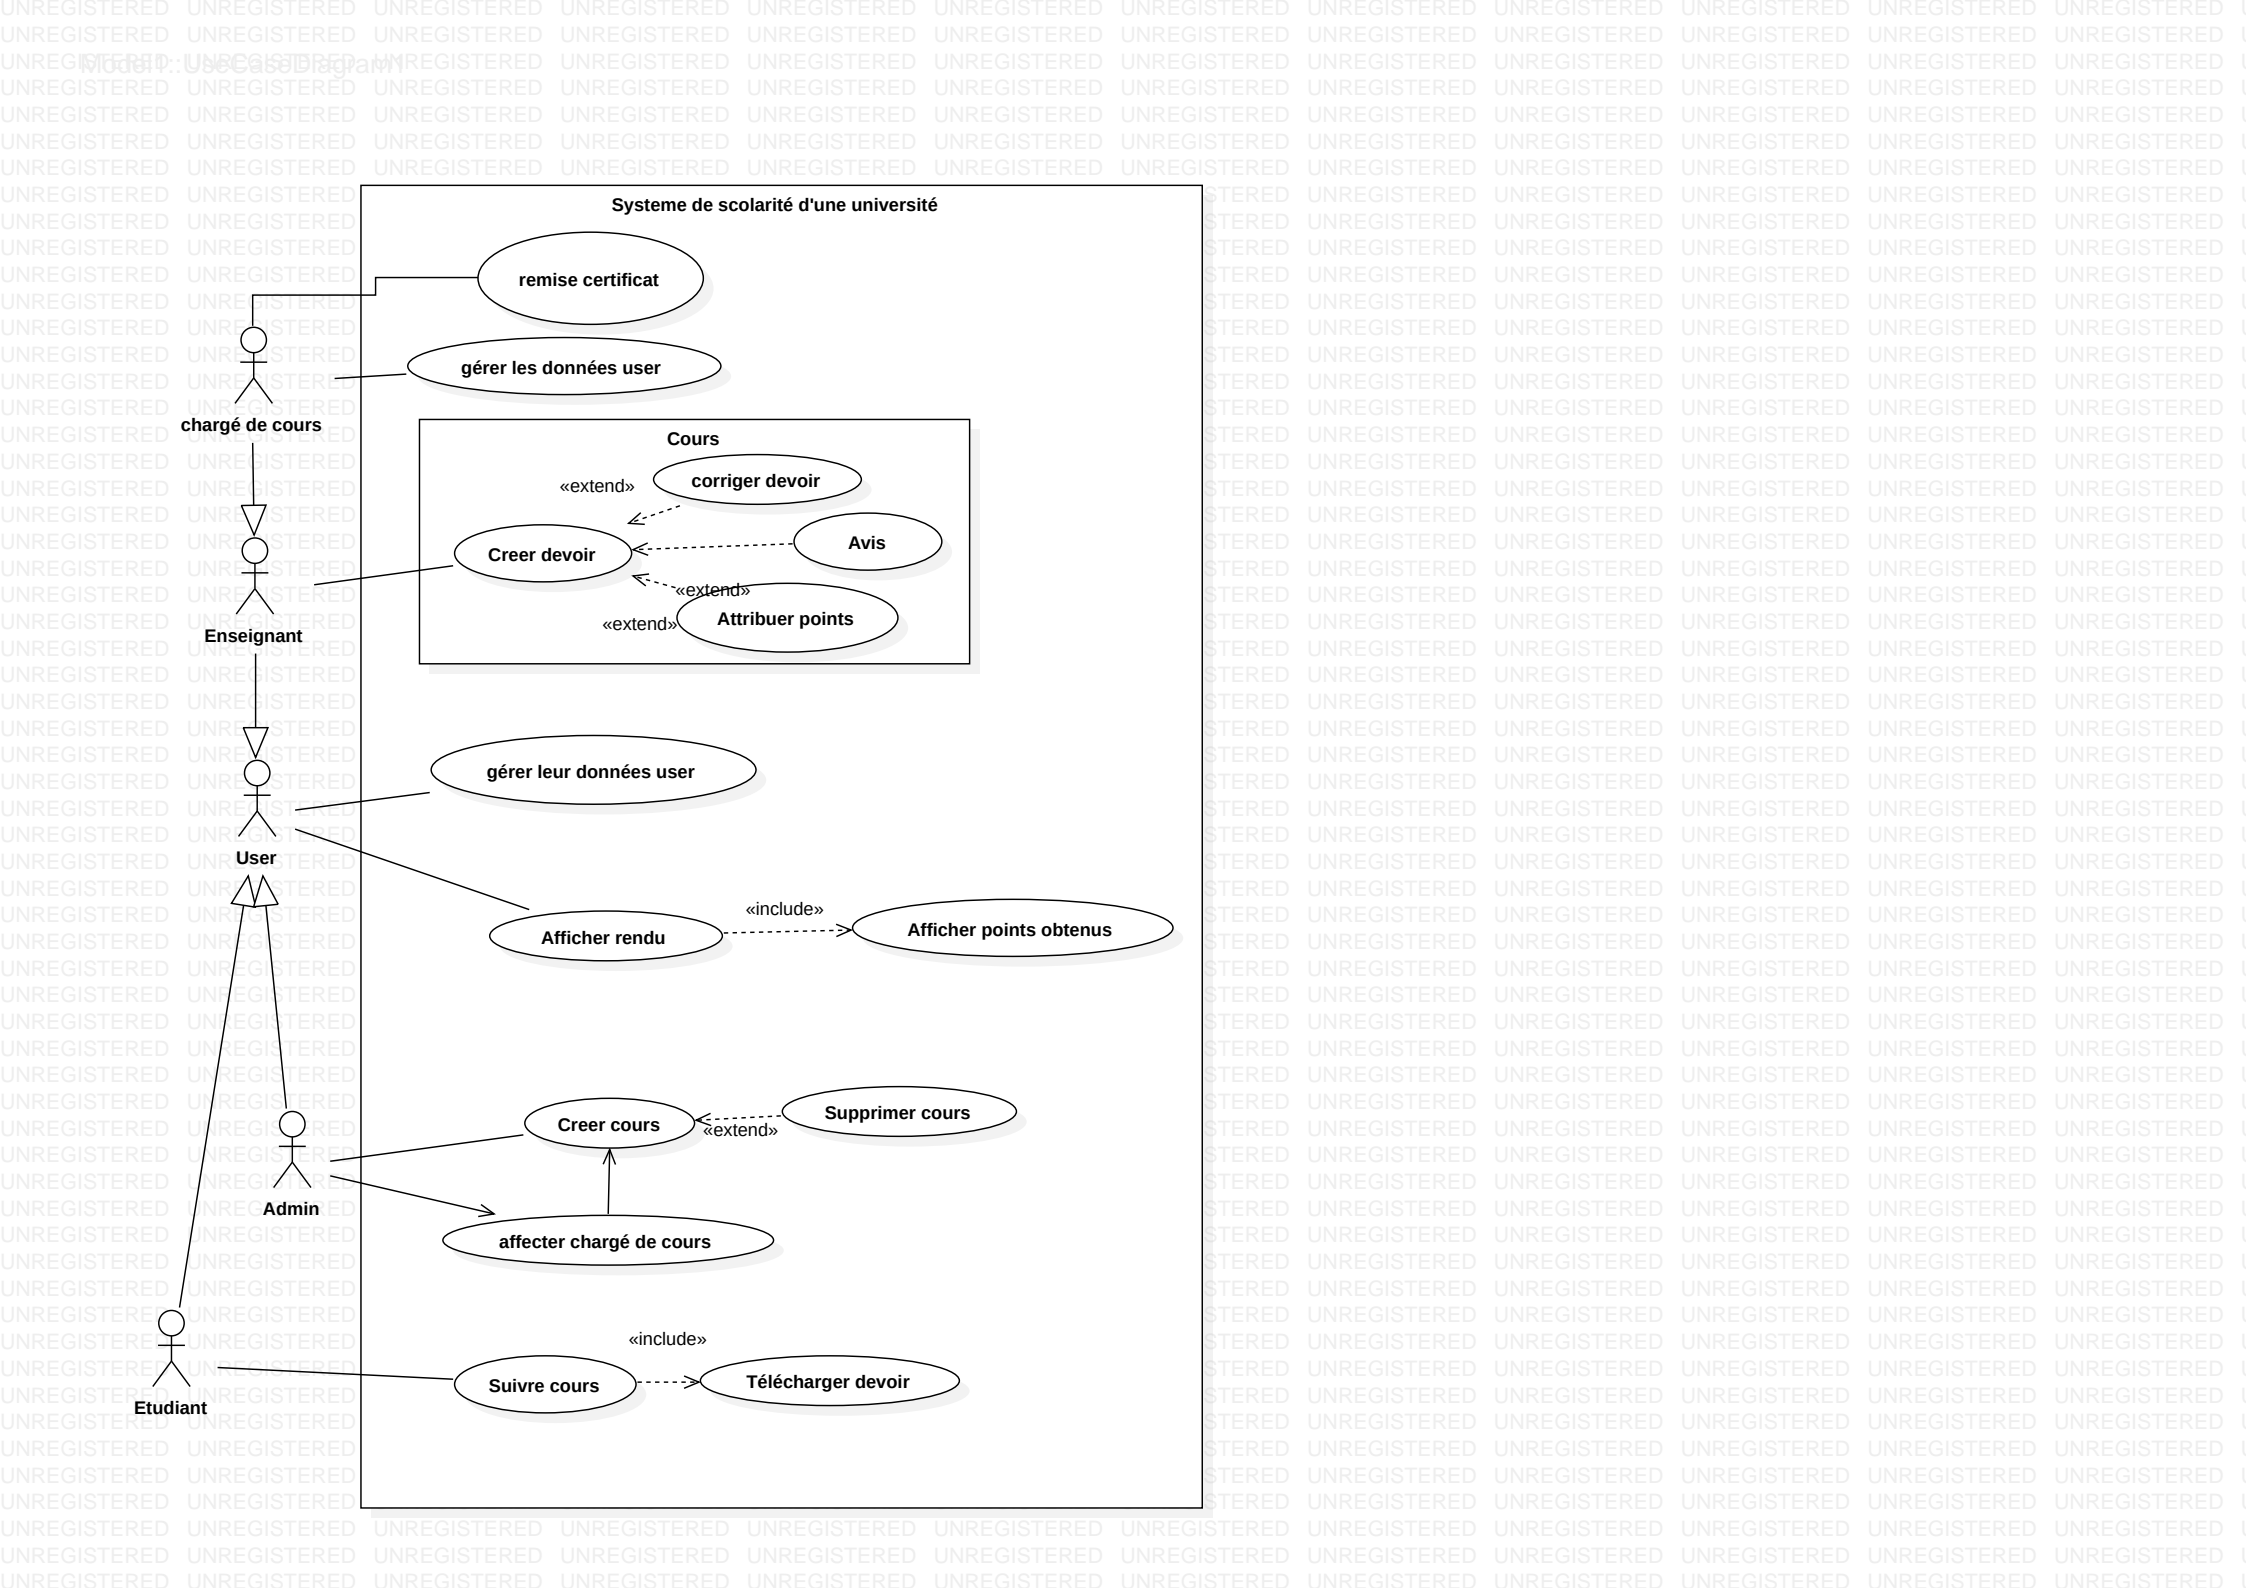 Model1::UseCaseDiagram1
Systeme de scolarité d'une université
remise certificat
gérer les données user
chargé de cours
Cours
corriger devoir
«extend»
Avis
Creer devoir
«extend»
Attribuer points
«extend»
Enseignant
gérer leur données user
User
«include»
Afficher points obtenus
Afficher rendu
Supprimer cours
Creer cours
«extend»
Admin
affecter chargé de cours
«include»
Télécharger devoir
Suivre cours
Etudiant
UNREGISTERED